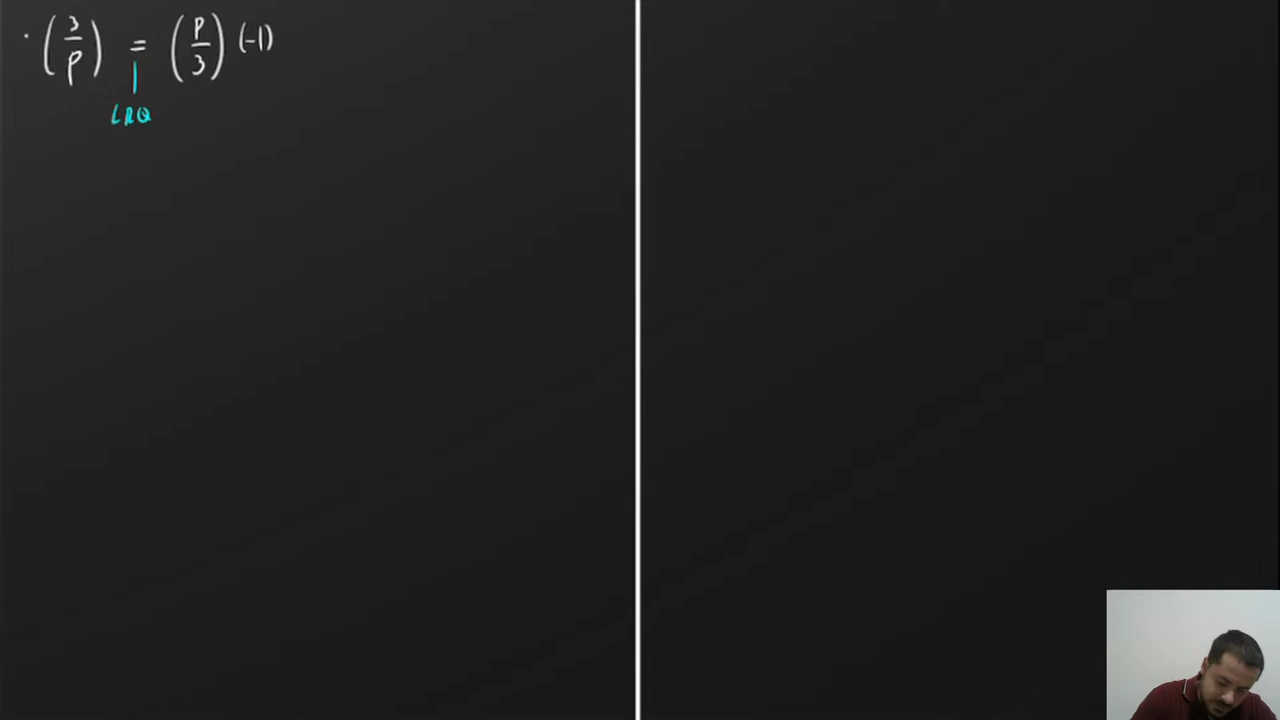 · (3/p) = (p/3) (-1)
LRQ